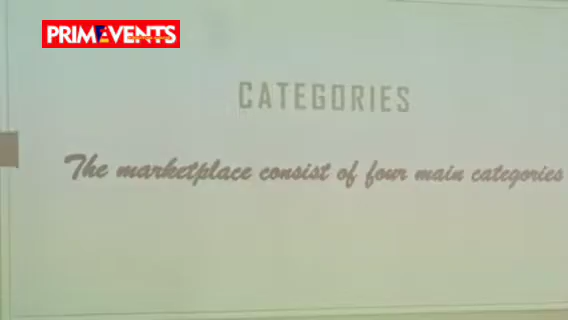 PRIMEVENTS
CATEGORIES
The marketplace consist of four main categories